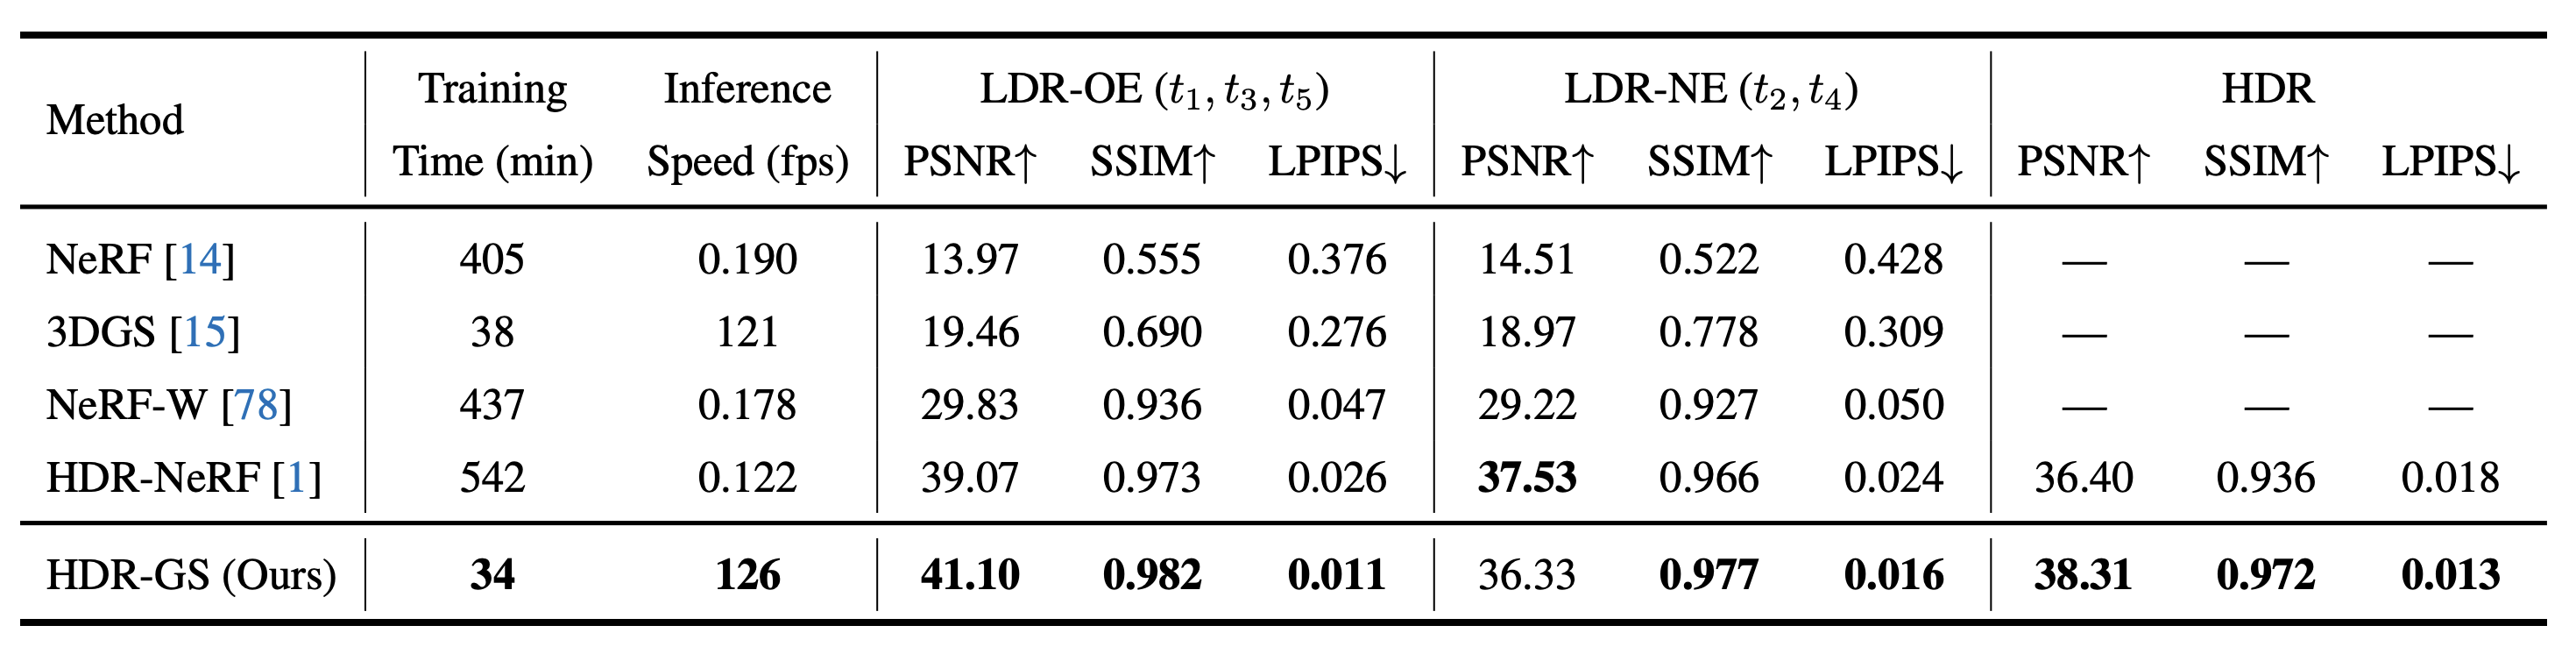 Method Training Time (min) Inference Speed (fps) LDR-OE (t1, t3, t5) LDR-NE (t2, t4) HDR
PSNR↑ SSIM↑ LPIPS↓ PSNR↑ SSIM↑ LPIPS↓ PSNR↑ SSIM↑ LPIPS↓
NeRF [14] 405 0.190 13.97 0.555 0.376 14.51 0.522 0.428 — — —
3DGS [15] 38 121 19.46 0.690 0.276 18.97 0.778 0.309 — — —
NeRF-W [78] 437 0.178 29.83 0.936 0.047 29.22 0.927 0.050 — — —
HDR-NeRF [1] 542 0.122 39.07 0.973 0.026 37.53 0.966 0.024 36.40 0.936 0.018
HDR-GS (Ours) 34 126 41.10 0.982 0.011 36.33 0.977 0.016 38.31 0.972 0.013